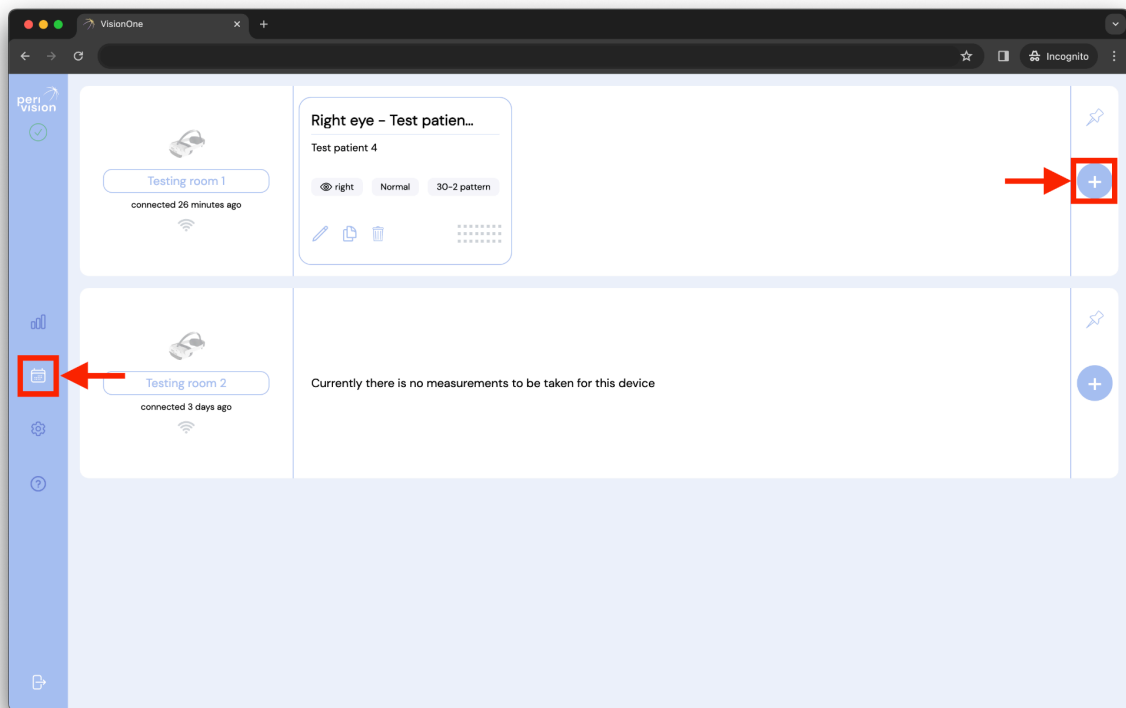 VisionOne
Incognito
peri
vision
Testing room 1
connected 26 minutes ago
Right eye - Test patien...
Test patient 4
right
Normal
30-2 pattern
Testing room 2
connected 3 days ago
Currently there is no measurements to be taken for this device